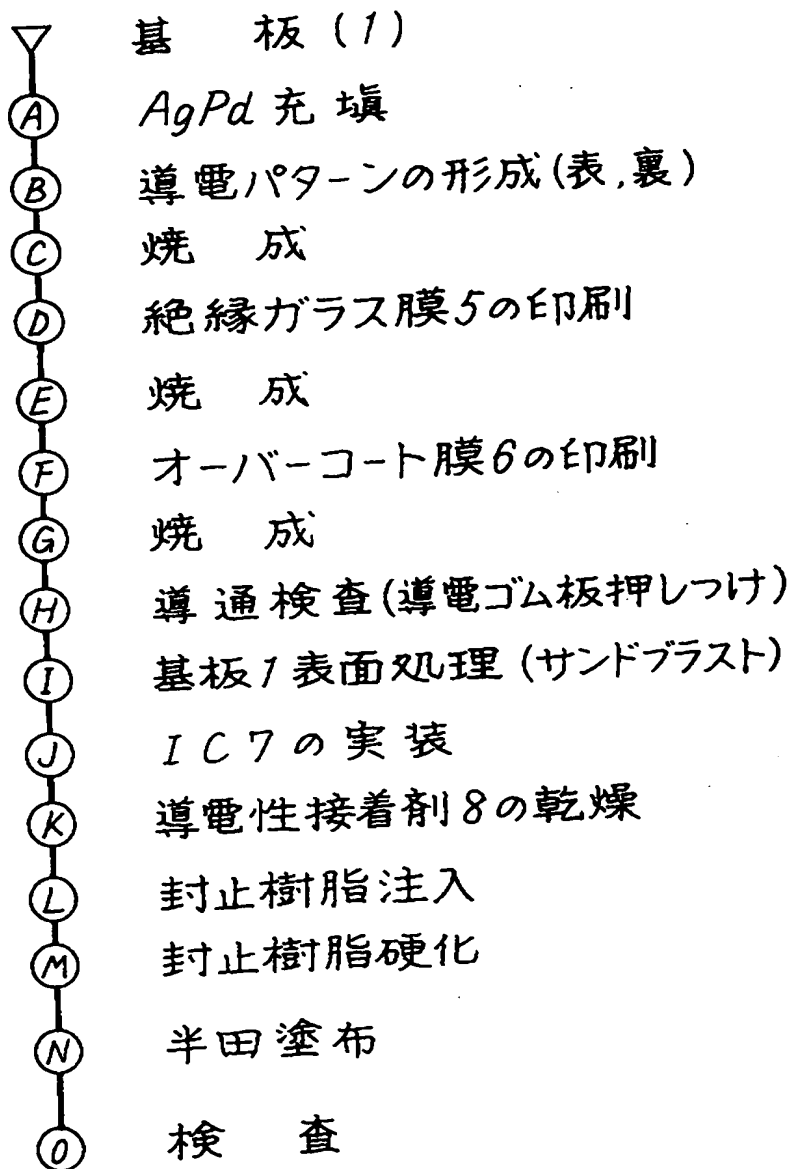 基 板 (1)
A AgPd 充 塡
B 導電パターンの形成(表,裏)
C 焼 成
D 絶縁ガラス膜5の印刷
E 焼 成
F オーバーコート膜6の印刷
G 焼 成
H 導通検査(導電ゴム板押しつけ)
I 基板1表面処理(サンドブラスト)
J IC7の実装
K 導電性接着剤8の乾燥
L 封止樹脂注入
M 封止樹脂硬化
N 半田塗布
O 検 査